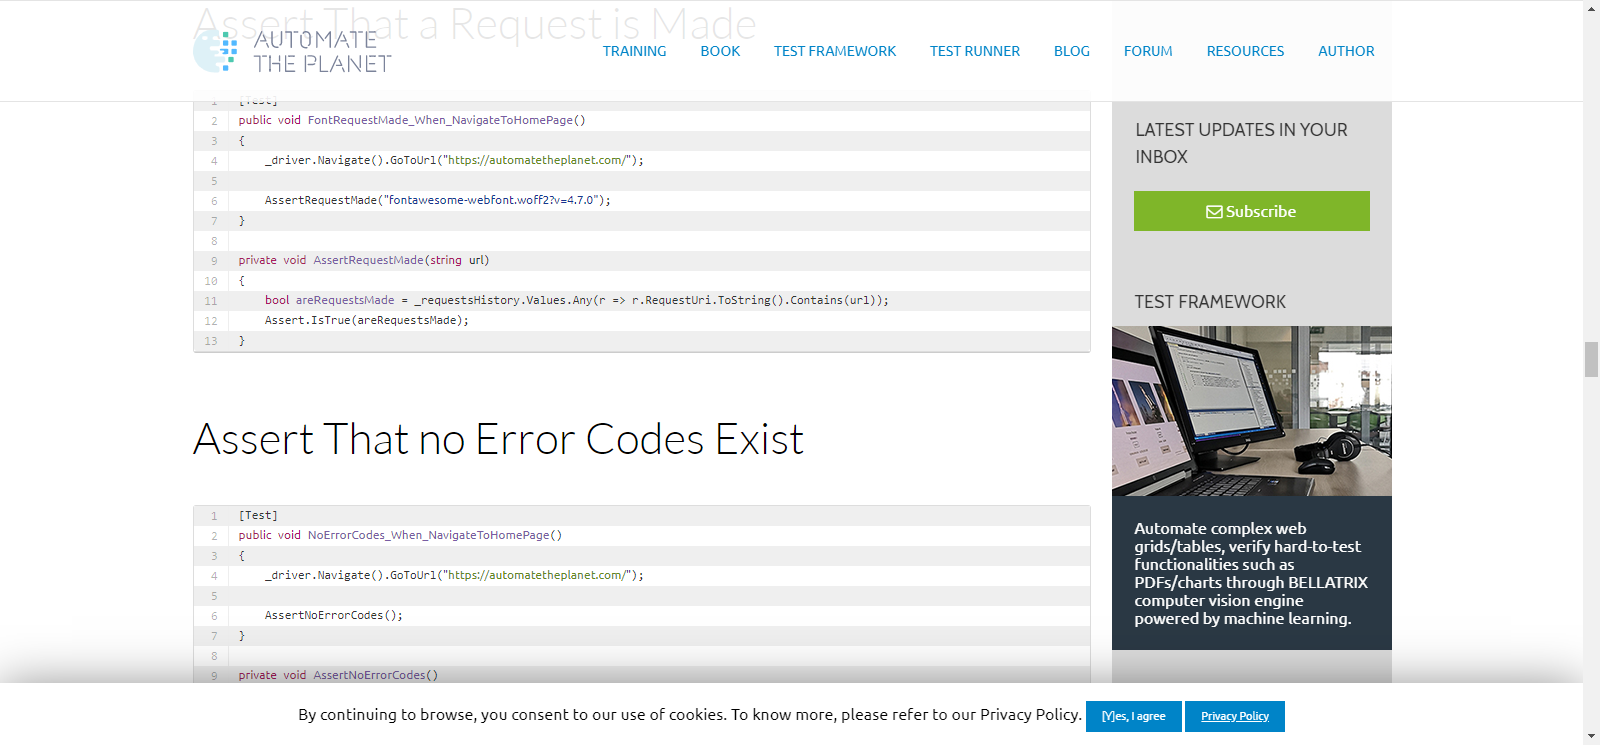 Assert That a Request is Made
AUTOMATE
THE PLANET
TRAINING BOOK TEST FRAMEWORK TEST RUNNER BLOG FORUM RESOURCES AUTHOR
1 [Test]
2 public void FontRequestMade_When_NavigateToHomePage()
3 {
4 _driver.Navigate().GoToUrl("https://automatetheplanet.com/");
5
6 AssertRequestMade("fontawesome-webfont.woff2?v=4.7.0");
7 }
8
9 private void AssertRequestMade(string url)
10 {
11 bool areRequestsMade = _requestsHistory.Values.Any(r => r.RequestUri.ToString().Contains(url));
12 Assert.IsTrue(areRequestsMade);
13 }
Assert That no Error Codes Exist
1 [Test]
2 public void NoErrorCodes_When_NavigateToHomePage()
3 {
4 _driver.Navigate().GoToUrl("https://automatetheplanet.com/");
5
6 AssertNoErrorCodes();
7 }
8
9 private void AssertNoErrorCodes()
LATEST UPDATES IN YOUR
INBOX
Subscribe
TEST FRAMEWORK
Automate complex web
grids/tables, verify hard-to-test
functionalities such as
PDFs/charts through BELLATRIX
computer vision engine
powered by machine learning.
By continuing to browse, you consent to our use of cookies. To know more, please refer to our Privacy Policy. [Y]es, I agree Privacy Policy